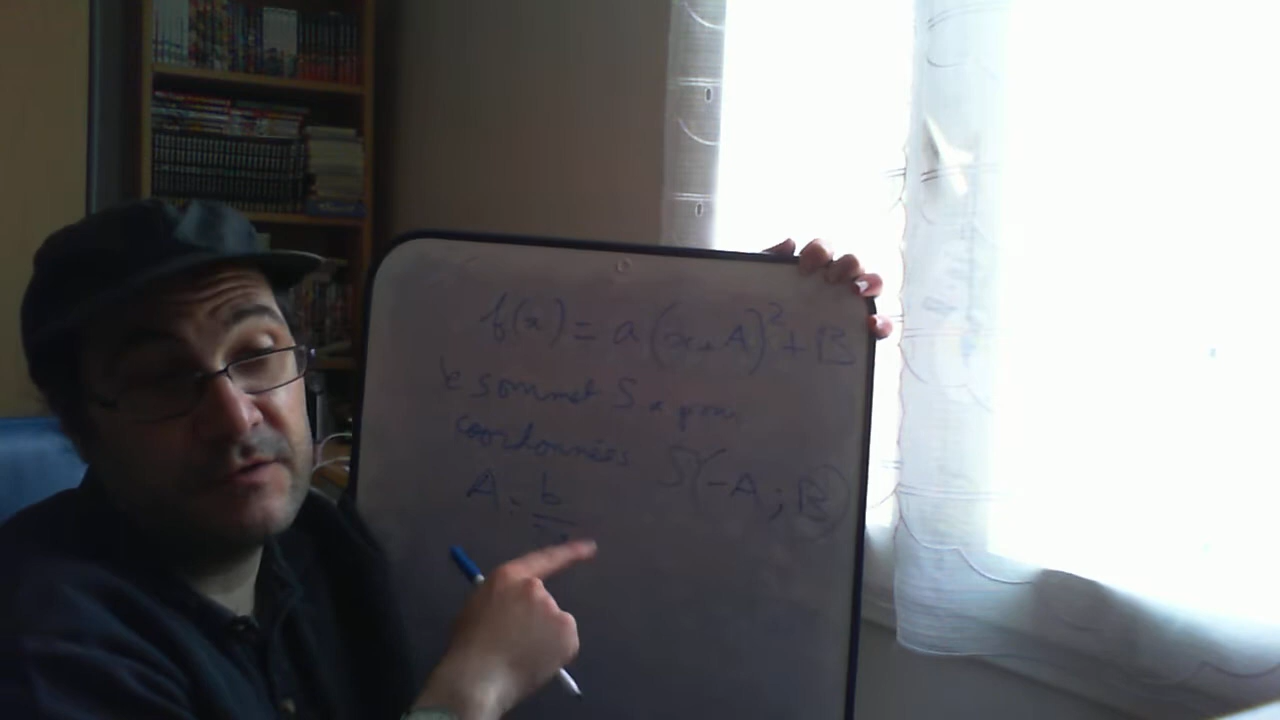 f(x) = a(x+A)² + B
le sommet S a pour
coordonnées S(-A ; B)
A = b